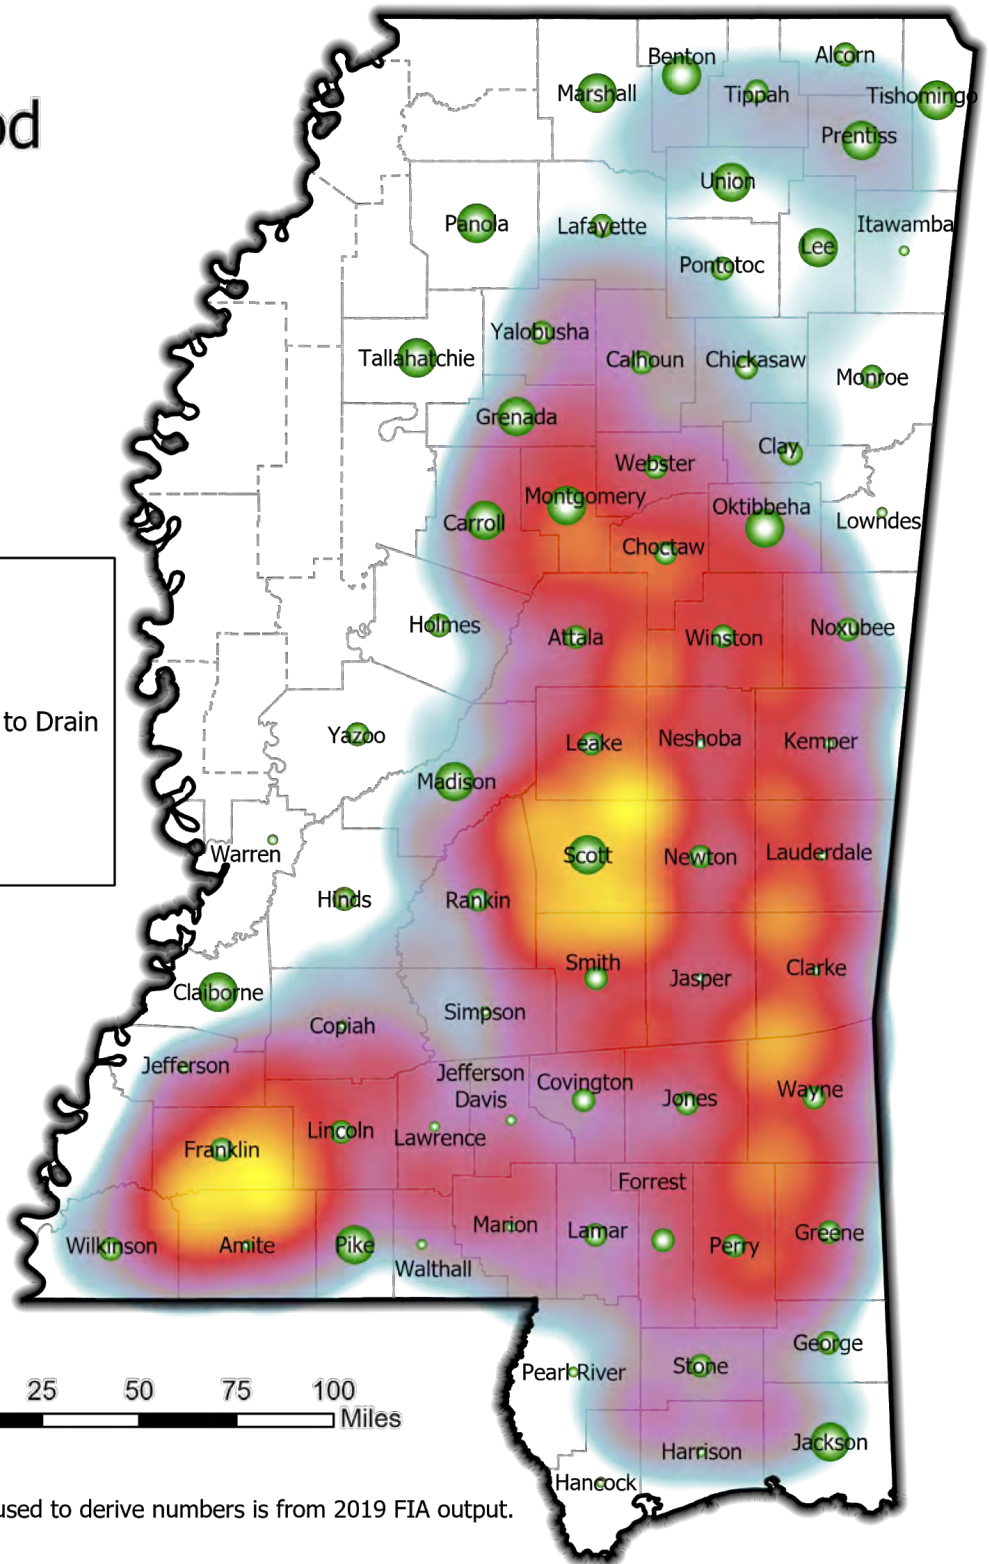 Benton
Alcorn
Marshall
Tippah
Tishomingo
od
Prentiss
Union
Panola
Lafayette
Itawamba
Lee
Pontotoc
Yalobusha
Tallahatchie
Calhoun
Chickasaw
Monroe
Grenada
Clay
Webster
Montgomery
Oktibbeha
Carroll
Lowndes
Choctaw
Holmes
Attala
Winston
Noxubee
to Drain
Yazoo
Leake
Neshoba
Kemper
Madison
Warren
Scott
Newton
Lauderdale
Hinds
Rankin
Smith
Jasper
Clarke
Claiborne
Copiah
Simpson
Jefferson
Jefferson
Davis
Covington
Jones
Wayne
Franklin
Lincoln
Lawrence
Forrest
Wilkinson
Amite
Pike
Marion
Lamar
Perry
Greene
Walthall
George
Pearl River
Stone
25 50 75 100
Miles
Harrison
Jackson
Hancock
used to derive numbers is from 2019 FIA output.